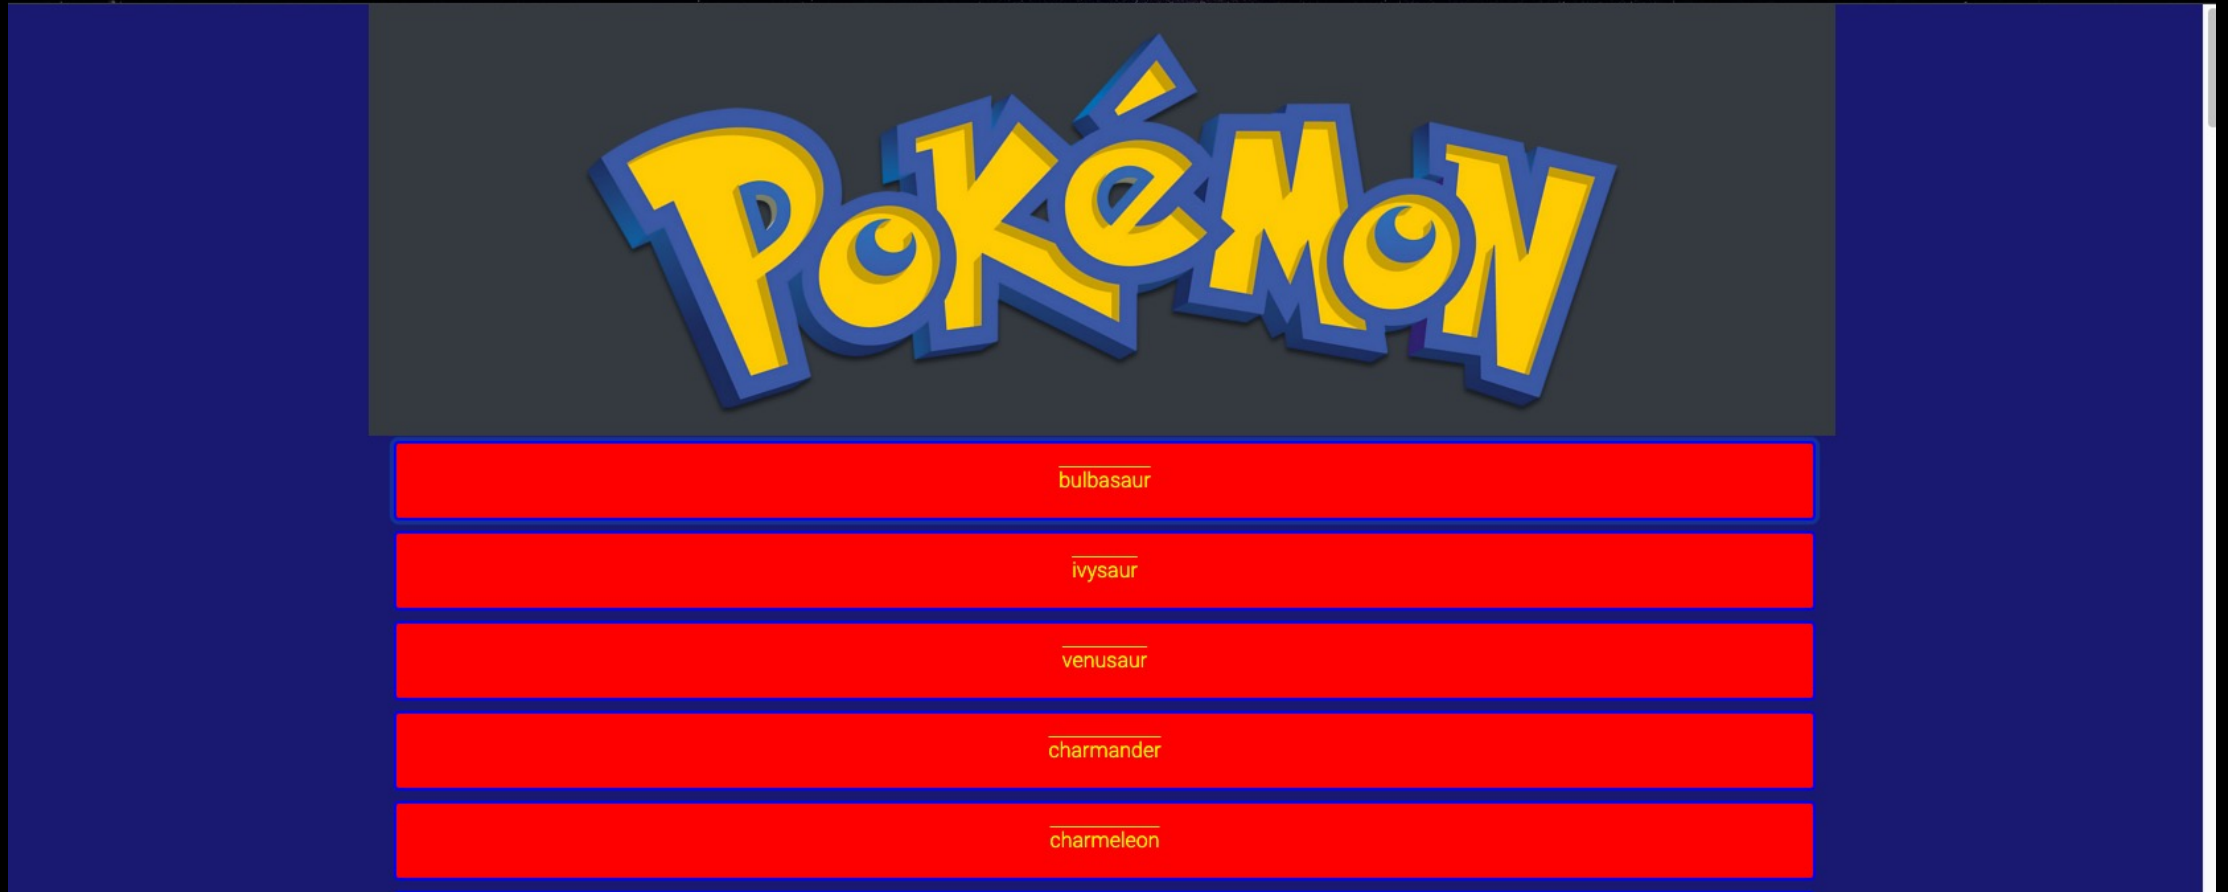 Pokémon
bulbasaur
ivysaur
venusaur
charmander
charmeleon